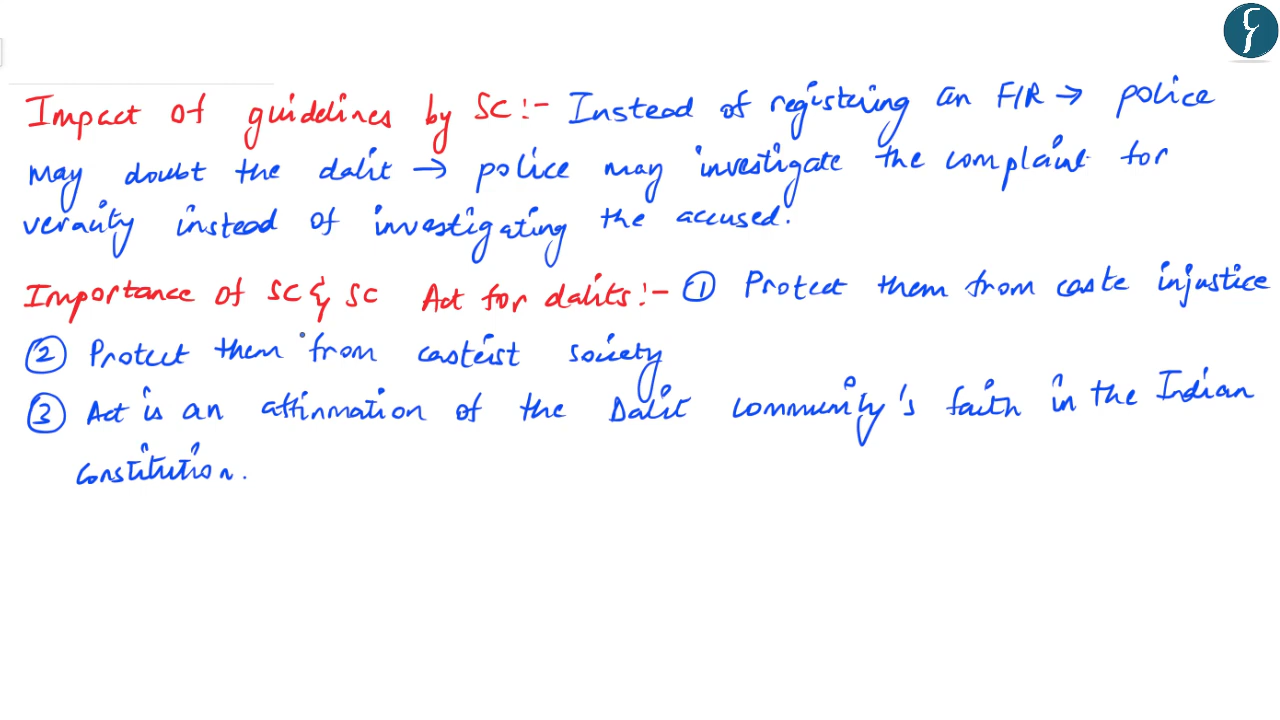 Impact of guidelines by SC :- Instead of registering an FIR → police
may doubt the dalit → police may investigate the complaint for
veracity instead of investigating the accused.
Importance of SC & SC Act for dalits :- ① Protect them from caste injustice
② Protect them from casteist society
③ Act is an affirmation of the Dalit community's faith in the Indian
constitution.